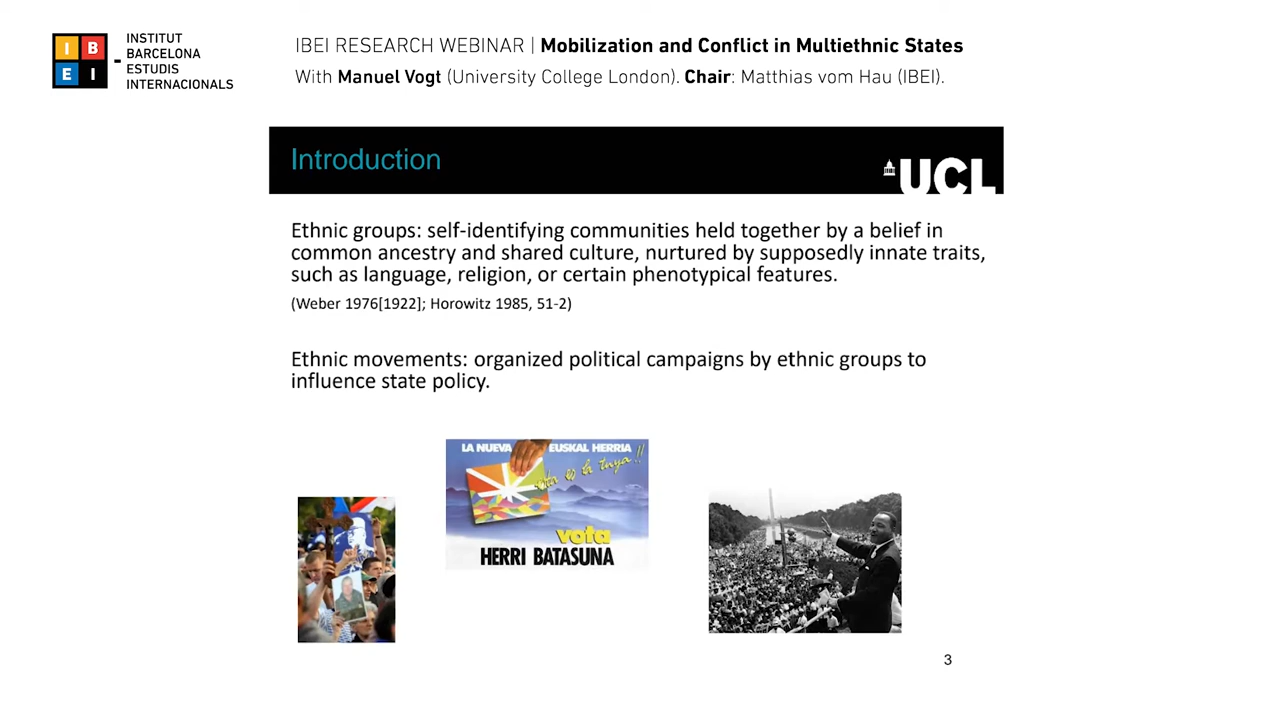 I B
E I
INSTITUT
BARCELONA
ESTUDIS
INTERNACIONALS
IBEI RESEARCH WEBINAR | Mobilization and Conflict in Multiethnic States
With Manuel Vogt (University College London). Chair: Matthias vom Hau (IBEI).
Introduction
UCL
Ethnic groups: self-identifying communities held together by a belief in
common ancestry and shared culture, nurtured by supposedly innate traits,
such as language, religion, or certain phenotypical features.
(Weber 1976[1922]; Horowitz 1985, 51-2)
Ethnic movements: organized political campaigns by ethnic groups to
influence state policy.
LA NUEVA EUSKAL HERRIA
es la tuya!!
vota
HERRI BATASUNA
3